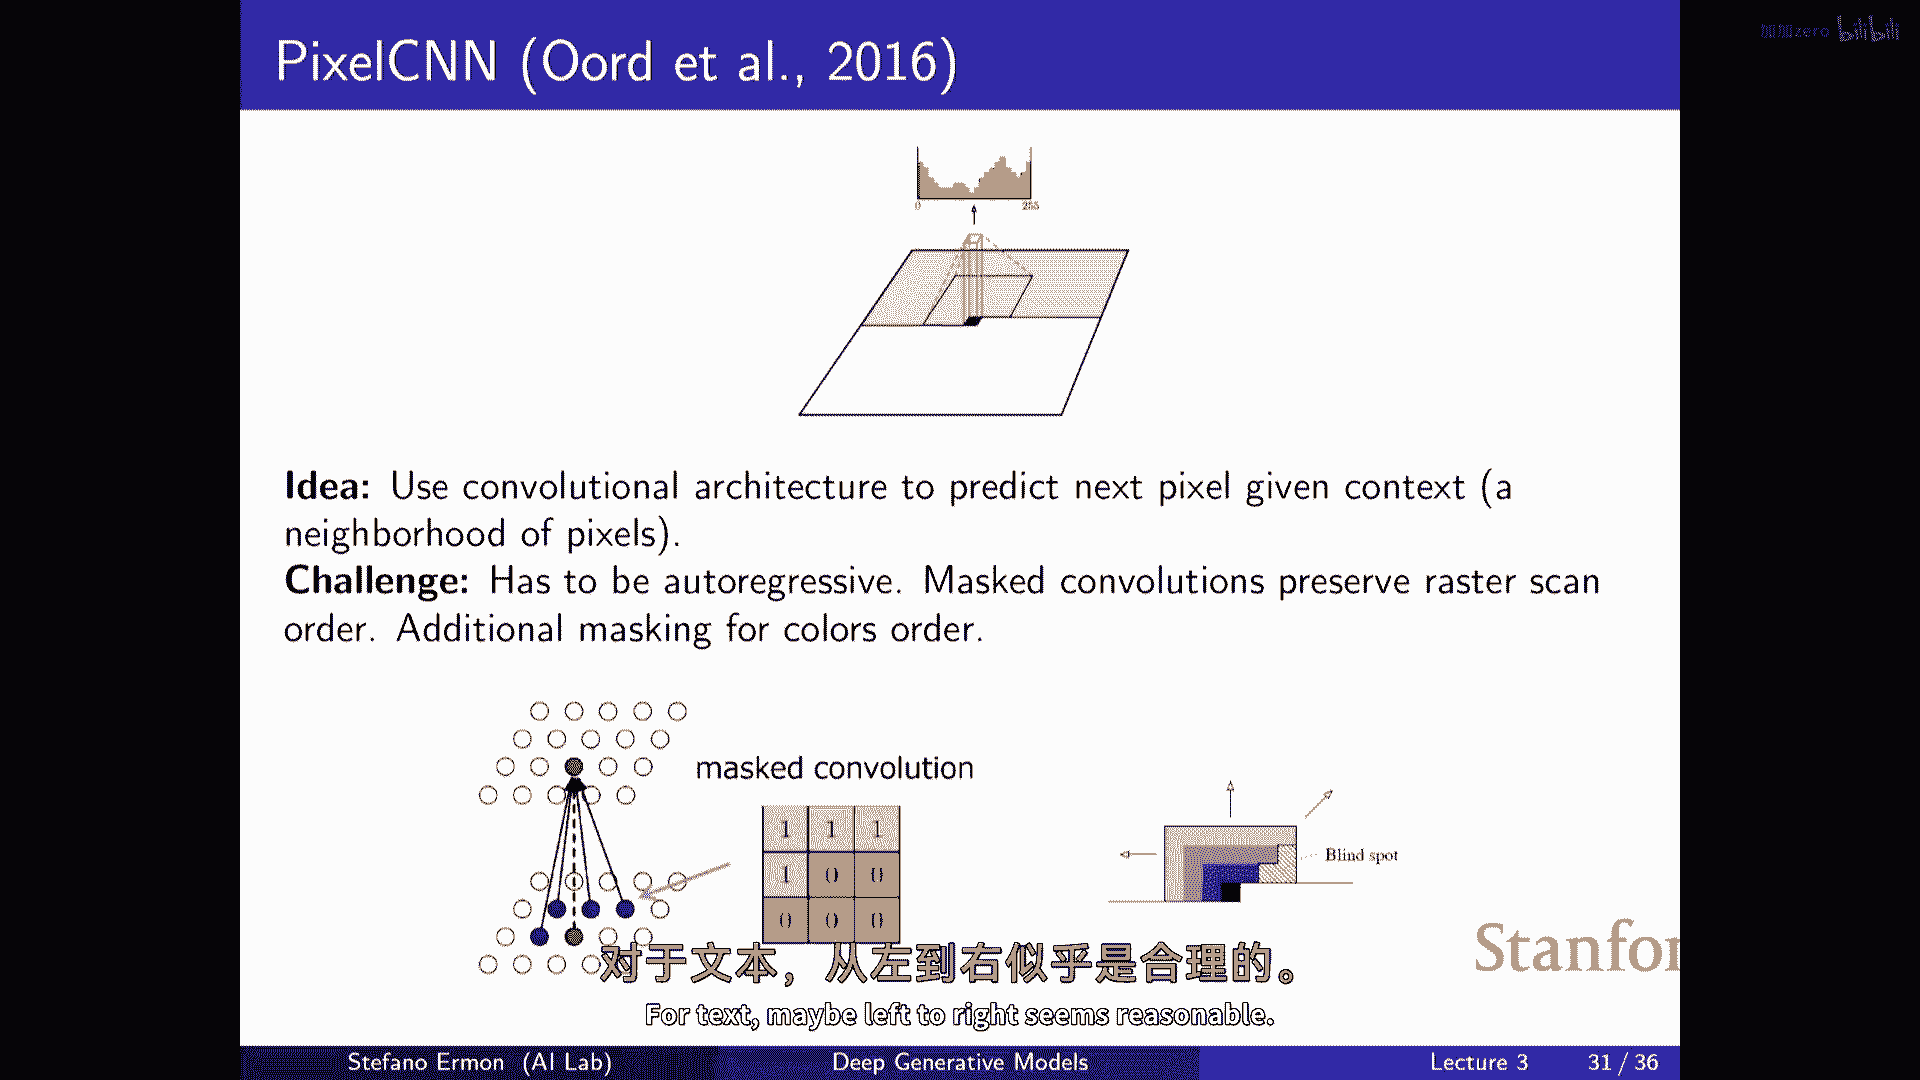 PixelCNN (Oord et al., 2016)
zero bilibili
0 255
Idea: Use convolutional architecture to predict next pixel given context (a
neighborhood of pixels).
Challenge: Has to be autoregressive. Masked convolutions preserve raster scan
order. Additional masking for colors order.
masked convolution
1 1 1
1 0 0
0 0 0
Blind spot
Stanfor
对于文本，从左到右似乎是合理的。
For text, maybe left to right seems reasonable.
Stefano Ermon (AI Lab) Deep Generative Models Lecture 3 31 / 36